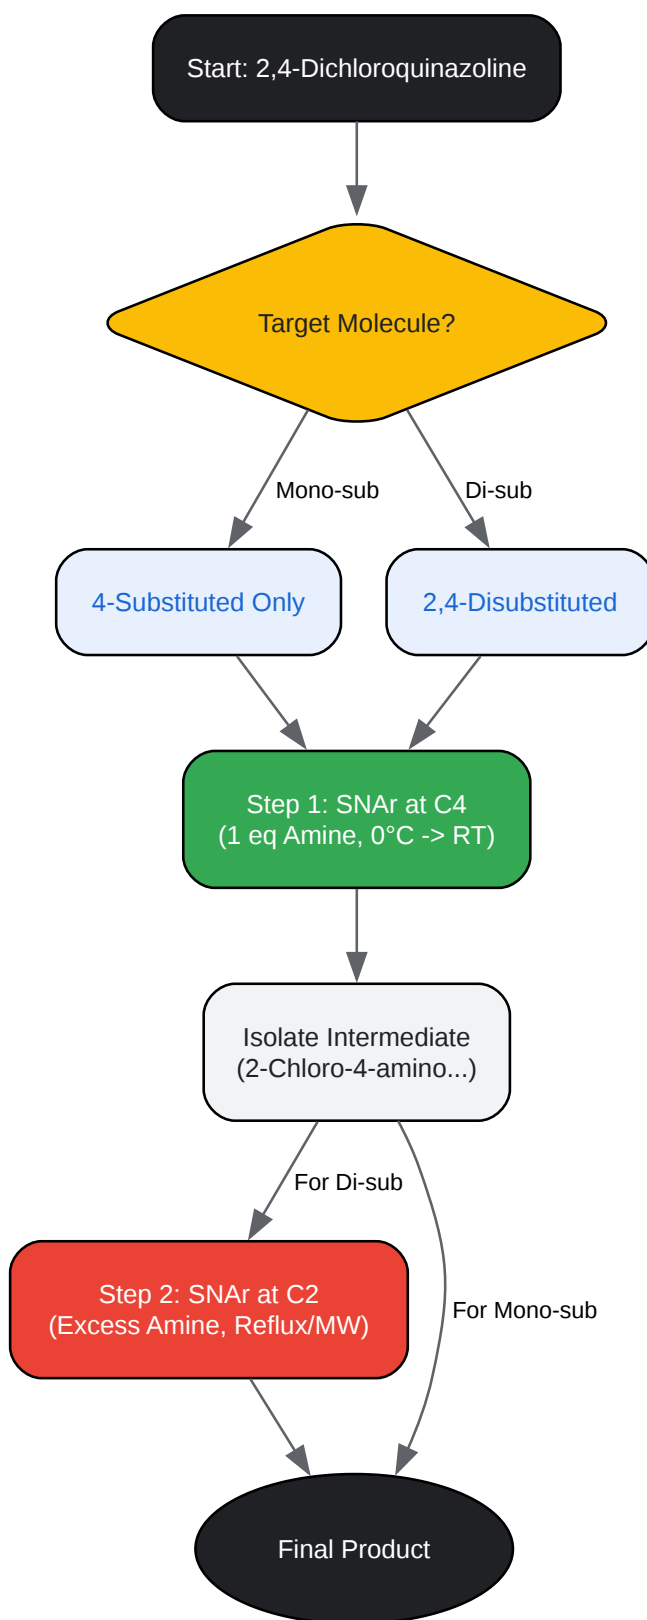 Start: 2,4-Dichloroquinazoline
Target Molecule?
Mono-sub
Di-sub
4-Substituted Only
2,4-Disubstituted
Step 1: SNAr at C4
(1 eq Amine, 0°C -> RT)
Isolate Intermediate
(2-Chloro-4-amino...)
For Di-sub
Step 2: SNAr at C2
(Excess Amine, Reflux/MW)
For Mono-sub
Final Product